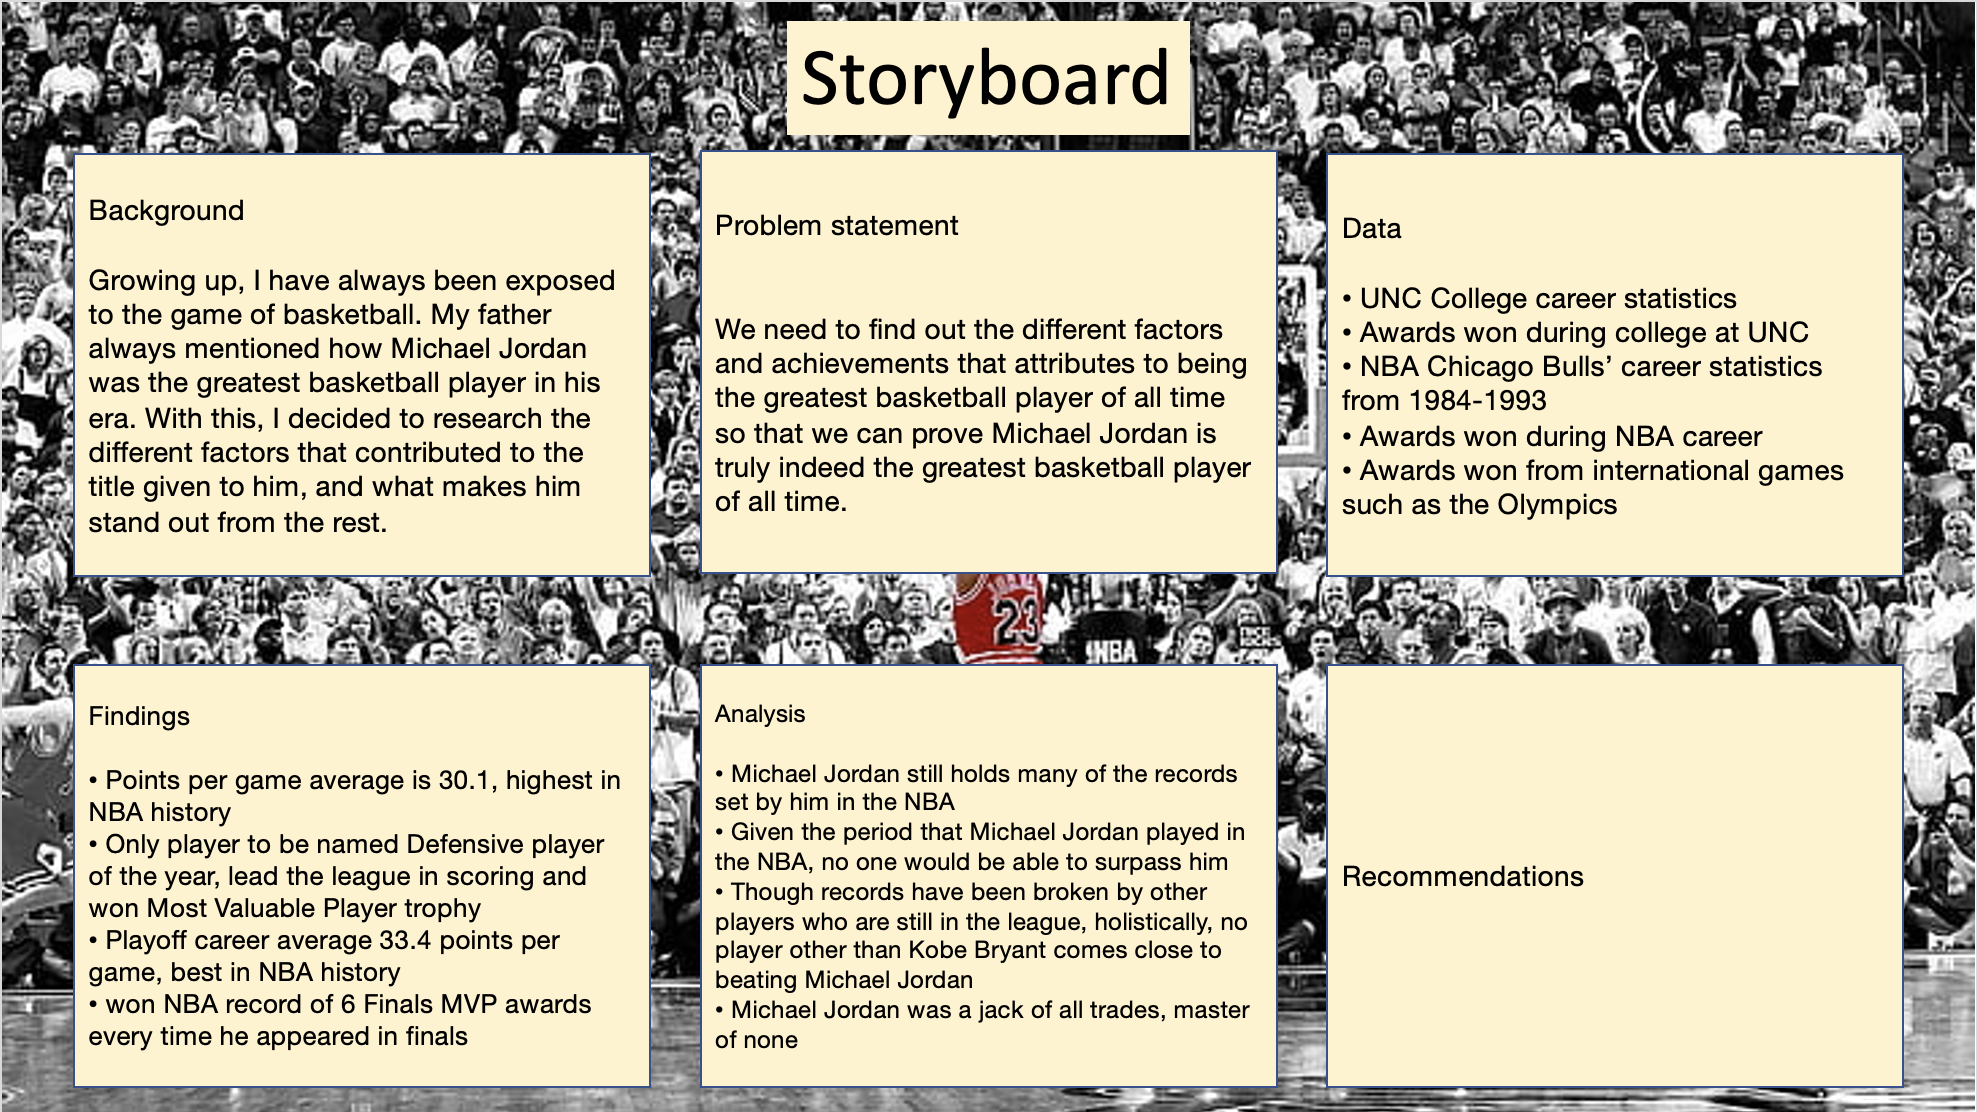 Storyboard
Background
Growing up, I have always been exposed
to the game of basketball. My father
always mentioned how Michael Jordan
was the greatest basketball player in his
era. With this, I decided to research the
different factors that contributed to the
title given to him, and what makes him
stand out from the rest.
Problem statement
We need to find out the different factors
and achievements that attributes to being
the greatest basketball player of all time
so that we can prove Michael Jordan is
truly indeed the greatest basketball player
of all time.
Data
• UNC College career statistics
• Awards won during college at UNC
• NBA Chicago Bulls’ career statistics
from 1984-1993
• Awards won during NBA career
• Awards won from international games
such as the Olympics
23
NBA
Findings
• Points per game average is 30.1, highest in
NBA history
• Only player to be named Defensive player
of the year, lead the league in scoring and
won Most Valuable Player trophy
• Playoff career average 33.4 points per
game, best in NBA history
• won NBA record of 6 Finals MVP awards
every time he appeared in finals
Analysis
• Michael Jordan still holds many of the records
set by him in the NBA
• Given the period that Michael Jordan played in
the NBA, no one would be able to surpass him
• Though records have been broken by other
players who are still in the league, holistically, no
player other than Kobe Bryant comes close to
beating Michael Jordan
• Michael Jordan was a jack of all trades, master
of none
Recommendations